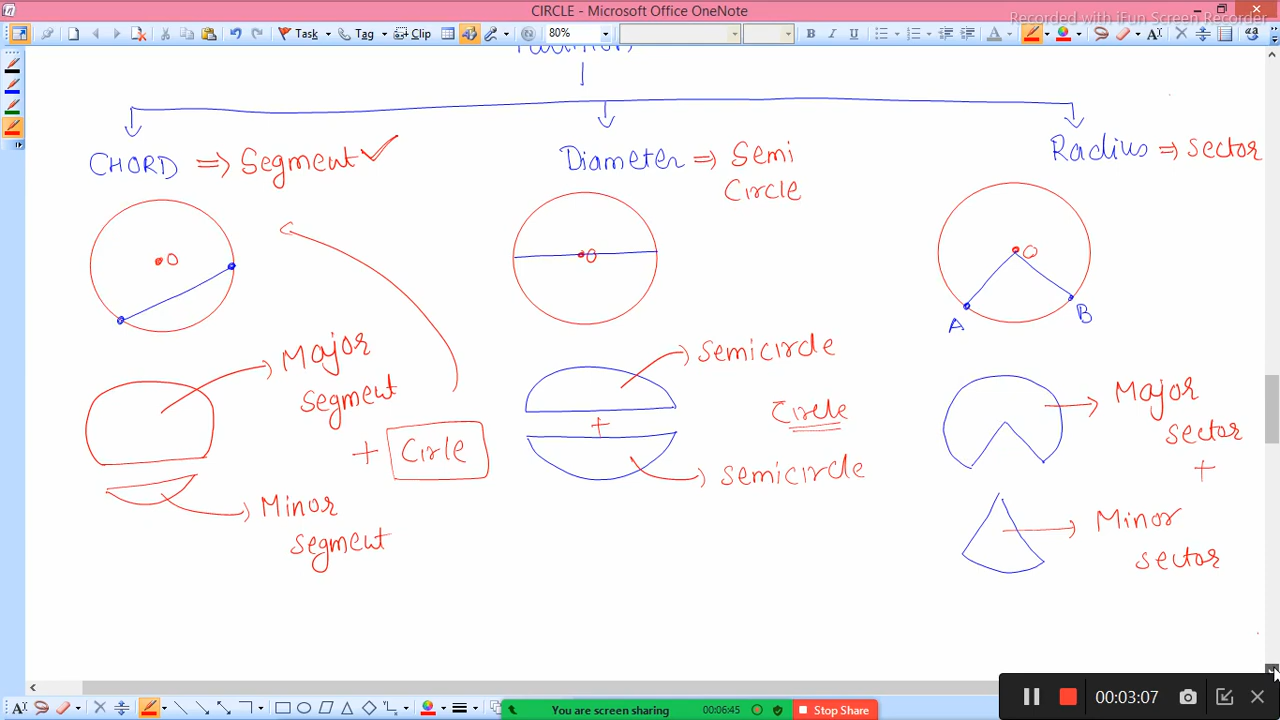 CIRCLE - Microsoft Office OneNote
Recorded with iFun Screen Recorder
Task
Tag
Clip
80%
B I U
CHORD ⇒ Segment ✓
Diameter ⇒ Semi
Circle
Radius ⇒ Sector
O
O
O
A
B
Major
segment
+ Cirle
Minor
segment
Semicircle
+
Circle
semicircle
Major
sector
+
Minor
sector
You are screen sharing
00:06:45
Stop Share
00:03:07